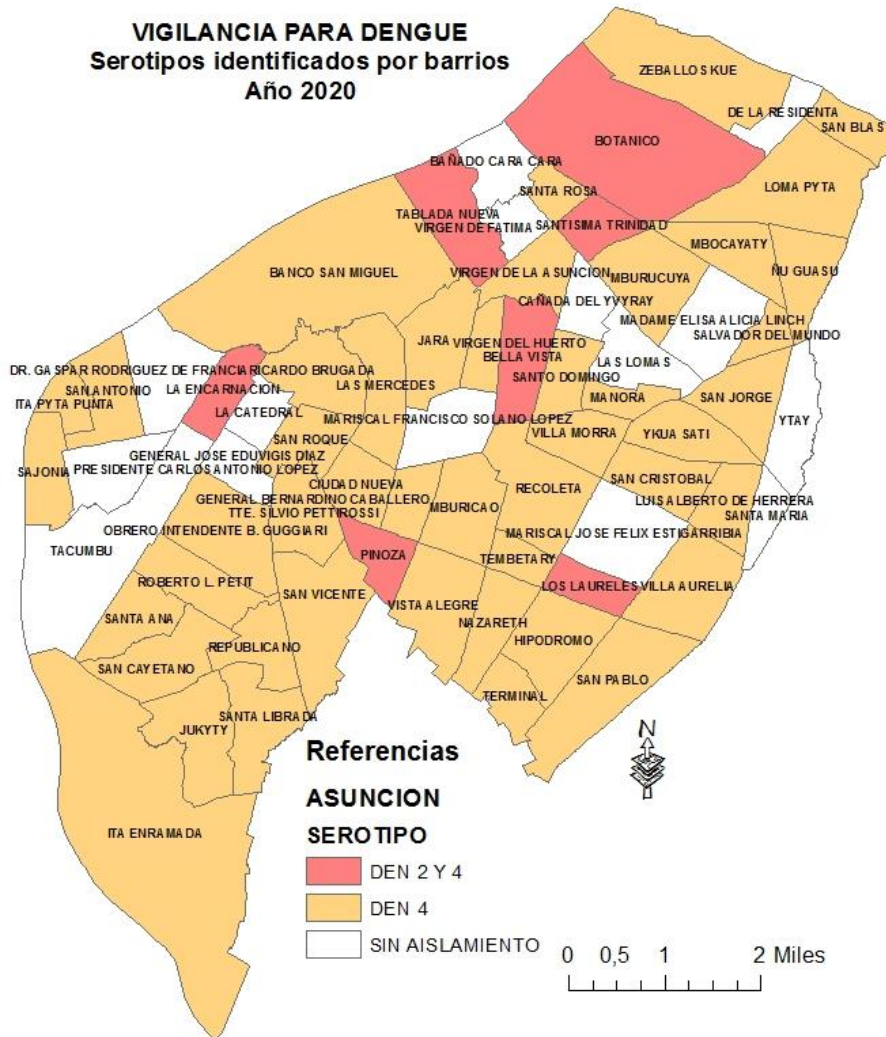 VIGILANCIA PARA DENGUE
Serotipos identificados por barrios
Año 2020
ZEBALLOS KUE
DE LA RESIDENTA
SAN BLAS
BOTANICO
BAÑADO CARA CARA
SANTA ROSA
LOMA PYTA
TABLADA NUEVA
VIRGEN DE FATIMA
SANTISIMA TRINIDAD
MBOCAYATY
BANCO SAN MIGUEL
VIRGEN DE LA ASUNCION
MBURUCUYA
ÑU GUASU
CAÑADA DEL YVYRAY
MADAME ELISA ALICIA LINCH
JARA
VIRGEN DEL HUERTO
SALVADOR DEL MUNDO
BELLA VISTA
LAS LOMAS
DR. GASPAR RODRIGUEZ DE FRANCIA
RICARDO BRUGADA
SANTO DOMINGO
SAN ANTONIO
LA ENCARNACION
LAS MERCEDES
MANORA
SAN JORGE
ITA PYTA PUNTA
LA CATEDRAL
MARISCAL FRANCISCO SOLANO LOPEZ
YTAY
SAN ROQUE
VILLA MORRA
YKUA SATI
GENERAL JOSE EDUVIGIS DIAZ
SAJONIA
PRESIDENTE CARLOS ANTONIO LOPEZ
CIUDAD NUEVA
RECOLETA
SAN CRISTOBAL
GENERAL BERNARDINO CABALLERO
LUIS ALBERTO DE HERRERA
TTE. SILVIO PETTIROSSI
MBURICAO
SANTA MARIA
OBRERO INTENDENTE B. GUGGIARI
MARISCAL JOSE FELIX ESTIGARRIBIA
TACUMBU
PINOZA
TEMBETARY
ROBERTO L. PETIT
SAN VICENTE
LOS LAURELES
VILLA AURELIA
VISTA ALEGRE
SANTA ANA
NAZARETH
HIPODROMO
REPUBLICANO
SAN CAYETANO
SAN PABLO
TERMINAL
SANTA LIBRADA
JUKYTY
N
ITA ENRAMADA
Referencias
ASUNCION
SEROTIPO
DEN 2 Y 4
DEN 4
SIN AISLAMIENTO
0 0,5 1 2 Miles